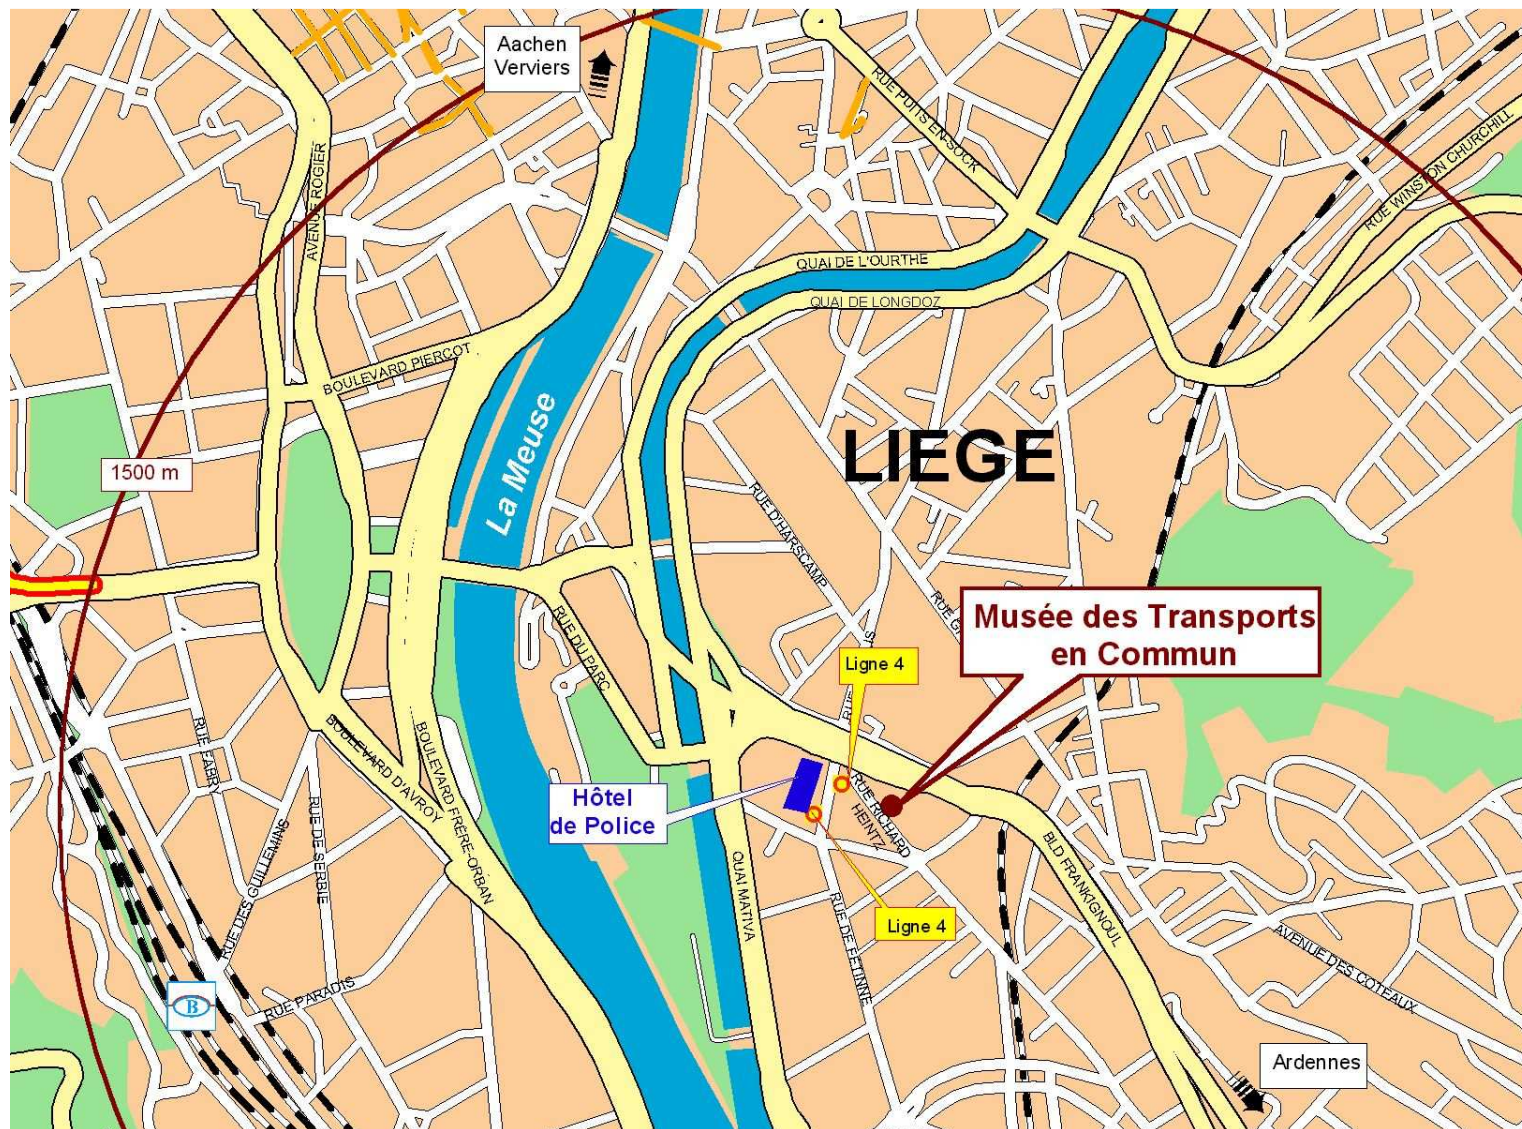 Aachen
Verviers
RUE PUITS EN SOCK
RUE WINSTON CHURCHILL
AVENUE ROGIER
QUAI DE L'OURTHE
QUAI DE LONGDOZ
BOULEVARD PIERCOT
La Meuse
LIEGE
1500 m
RUE D'HARSCAMP
Musée des Transports
en Commun
RUE DU PARC
Ligne 4
RUE FABRY
BOULEVARD D'AVROY
BOULEVARD FRÈRE-ORBAN
Hôtel
de Police
RUE RICHARD
HEINTZ
RUE DE SERBIE
RUE DES GUILLEMINS
QUAI MATIVA
BLD FRANKIGNOUL
RUE DE FETINNE
Ligne 4
AVENUE DES COTEAUX
RUE PARADIS
B
Ardennes